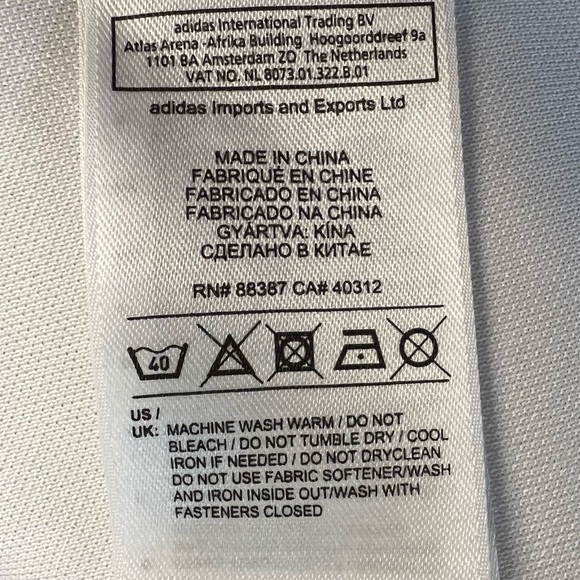 adidas International Trading BV
Atlas Arena -Afrika Building Hoogoorddreef 9a
1101 BA Amsterdam ZO The Netherlands
VAT NO. NL 8073.01.322.B.01
adidas Imports and Exports Ltd
MADE IN CHINA
FABRIQUÉ EN CHINE
FABRICADO EN CHINA
FABRICADO NA CHINA
GYÁRTVA: KÍNA
СДЕЛАНО В КИТАЕ
RN# 88387 CA# 40312
40
US /
UK: MACHINE WASH WARM / DO NOT
BLEACH / DO NOT TUMBLE DRY / COOL
IRON IF NEEDED / DO NOT DRYCLEAN
DO NOT USE FABRIC SOFTENER/WASH
AND IRON INSIDE OUT/WASH WITH
FASTENERS CLOSED